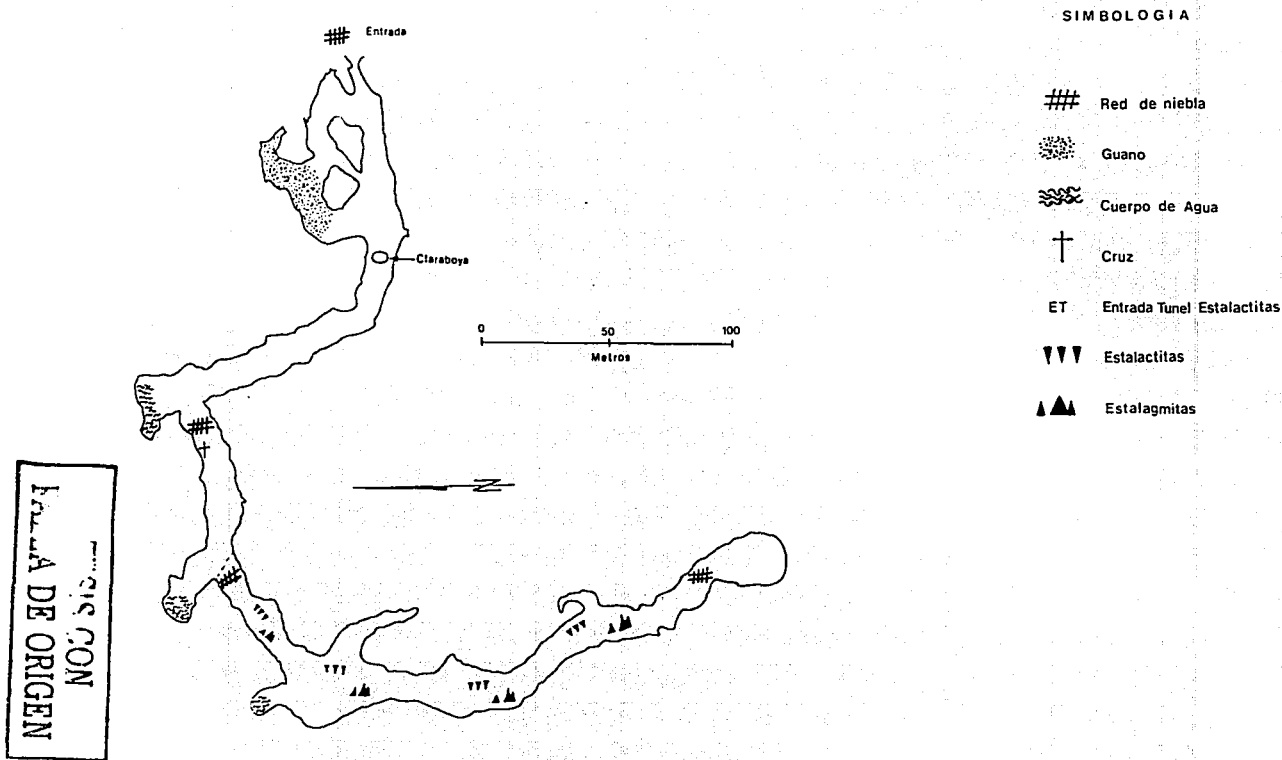 Entrada
Claraboya
0 50 100
Metros
N
SIMBOLOGIA
Red de niebla
Guano
Cuerpo de Agua
Cruz
ET Entrada Tunel Estalactitas
Estalactitas
Estalagmitas
DE ORIGEN